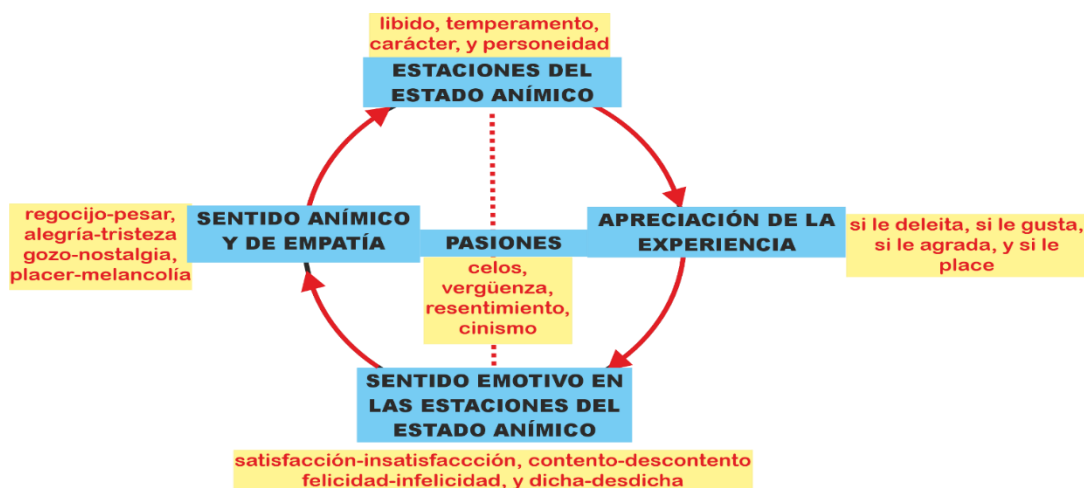 libido, temperamento,
carácter, y personeidad
ESTACIONES DEL
ESTADO ANÍMICO
regocijo-pesar,
alegría-tristeza
gozo-nostalgia,
placer-melancolía
SENTIDO ANÍMICO
Y DE EMPATÍA
PASIONES
celos,
vergüenza,
resentimiento,
cinismo
APRECIACIÓN DE LA
EXPERIENCIA
si le deleita, si le gusta,
si le agrada, y si le
place
SENTIDO EMOTIVO EN
LAS ESTACIONES DEL
ESTADO ANÍMICO
satisfacción-insatisfaccción, contento-descontento
felicidad-infelicidad, y dicha-desdicha